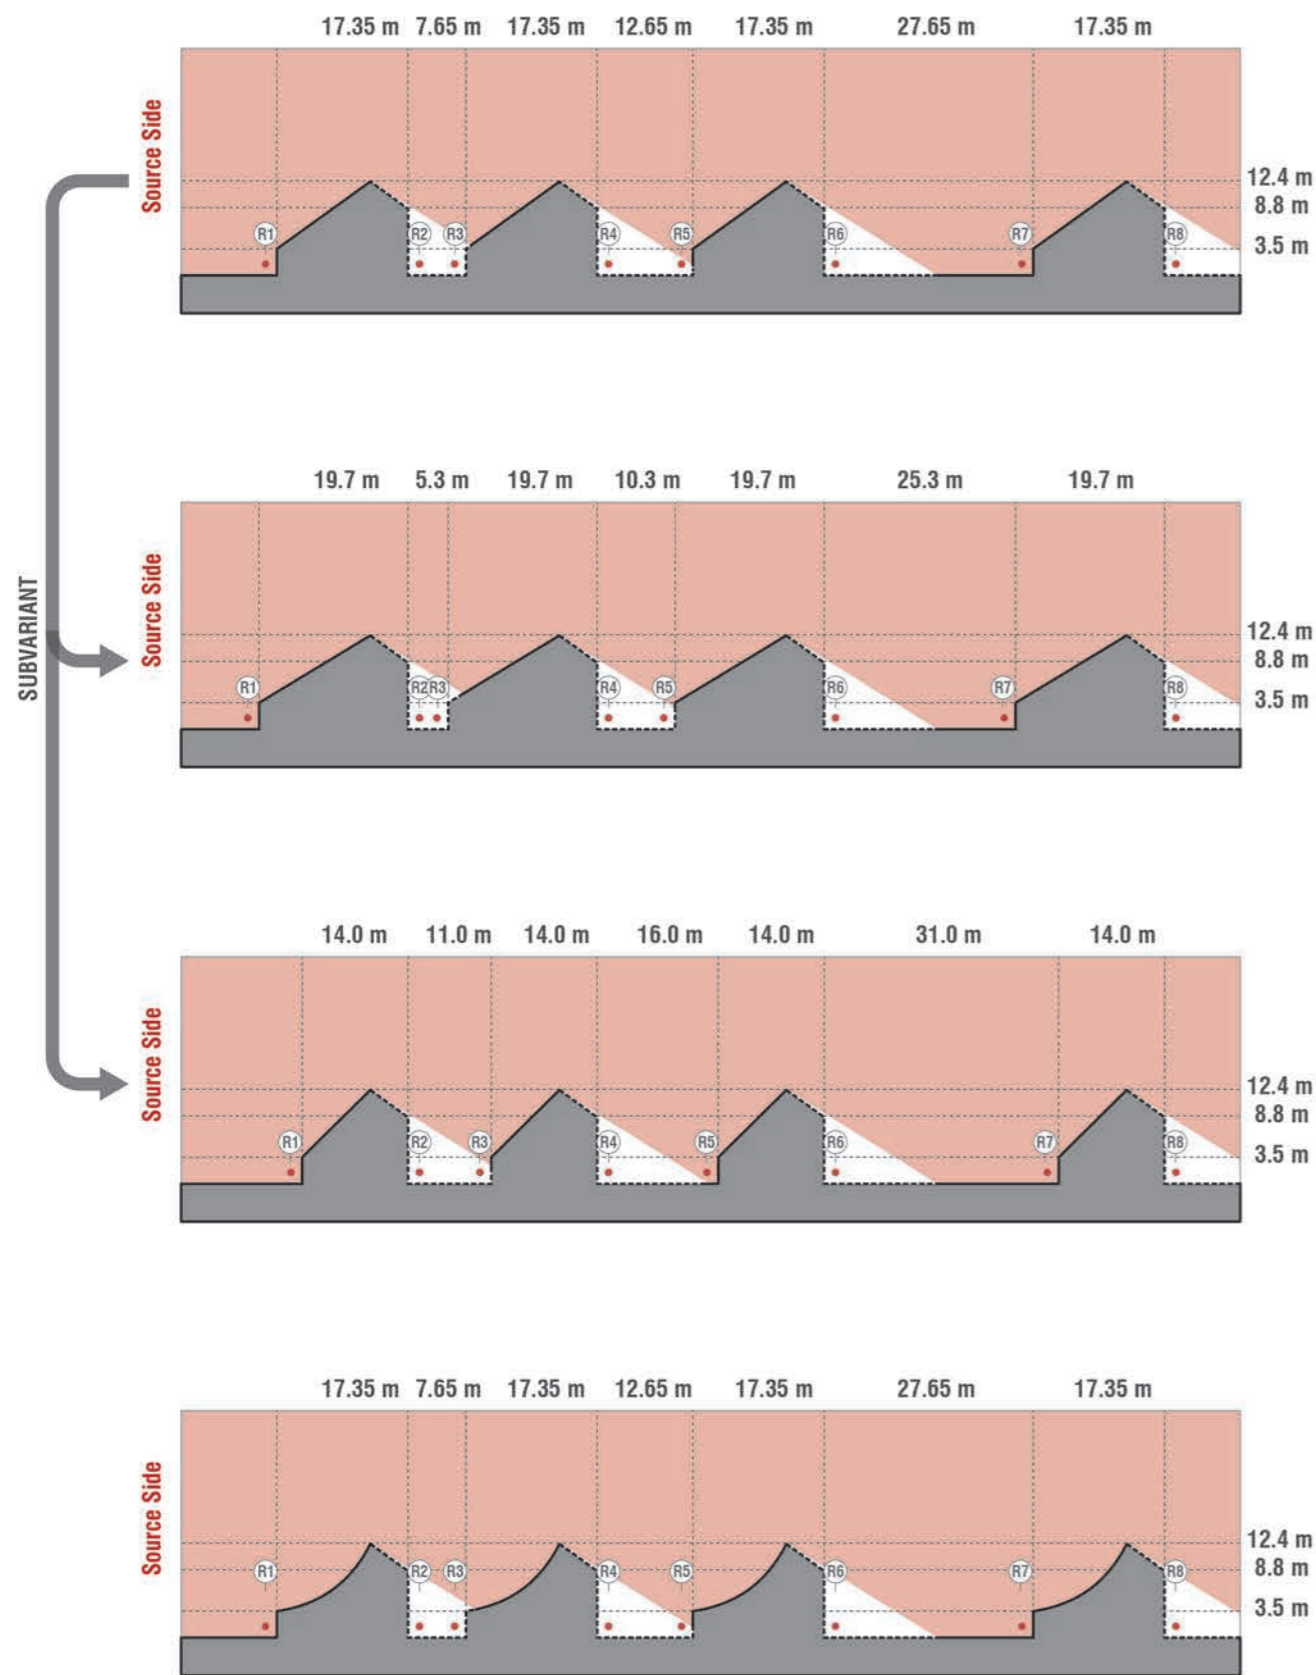 17.35 m 7.65 m 17.35 m 12.65 m 17.35 m 27.65 m 17.35 m
Source Side
12.4 m
8.8 m
3.5 m
R1 R2 R3 R4 R5 R6 R7 R8
SUBVARIANT
19.7 m 5.3 m 19.7 m 10.3 m 19.7 m 25.3 m 19.7 m
Source Side
12.4 m
8.8 m
3.5 m
R1 R2 R3 R4 R5 R6 R7 R8
14.0 m 11.0 m 14.0 m 16.0 m 14.0 m 31.0 m 14.0 m
Source Side
12.4 m
8.8 m
3.5 m
R1 R2 R3 R4 R5 R6 R7 R8
17.35 m 7.65 m 17.35 m 12.65 m 17.35 m 27.65 m 17.35 m
Source Side
12.4 m
8.8 m
3.5 m
R1 R2 R3 R4 R5 R6 R7 R8